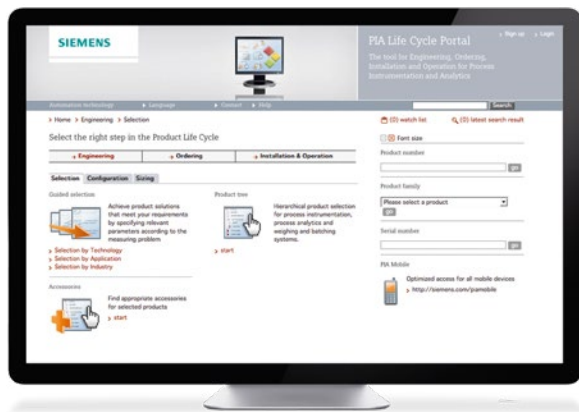 SIEMENS
PIA Life Cycle Portal
› Sign up › Login
The tool for Engineering, Ordering,
Installation and Operation for Process
Instrumentation and Analytics
Automation technology › Language › Contact › Help
Search
› Home › Engineering › Selection
(0) watch list (0) latest search result
Select the right step in the Product Life Cycle
Font size
→ Engineering → Ordering → Installation & Operation
Product number
go
Selection Configuration Sizing
Product family
Please select a product
go
Guided selection
Achieve product solutions
that meet your requirements
by specifying relevant
parameters according to the
measuring problem
› Selection by Technology
› Selection by Application
› Selection by Industry
Product tree
Hierarchical product selection
for process instrumentation,
process analytics and
weighing and batching
systems.
› start
Serial number
go
PIA Mobile
Optimized access for all mobile devices
› http://siemens.com/piamobile
Accessories
Find appropriate accessories
for selected products
› start